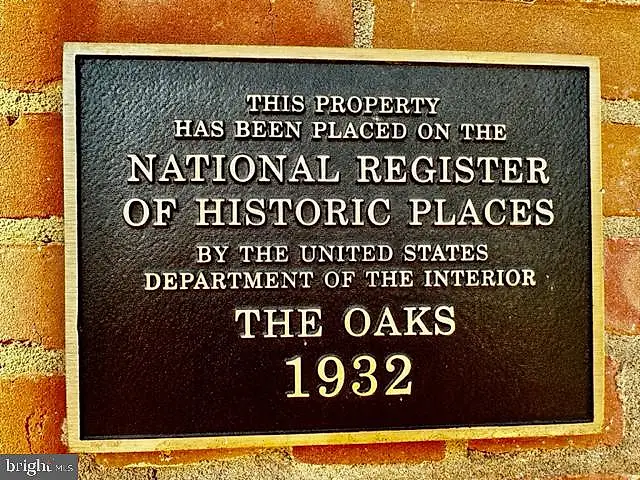 THIS PROPERTY
HAS BEEN PLACED ON THE
NATIONAL REGISTER
OF HISTORIC PLACES
BY THE UNITED STATES
DEPARTMENT OF THE INTERIOR
THE OAKS
1932
bright MLS